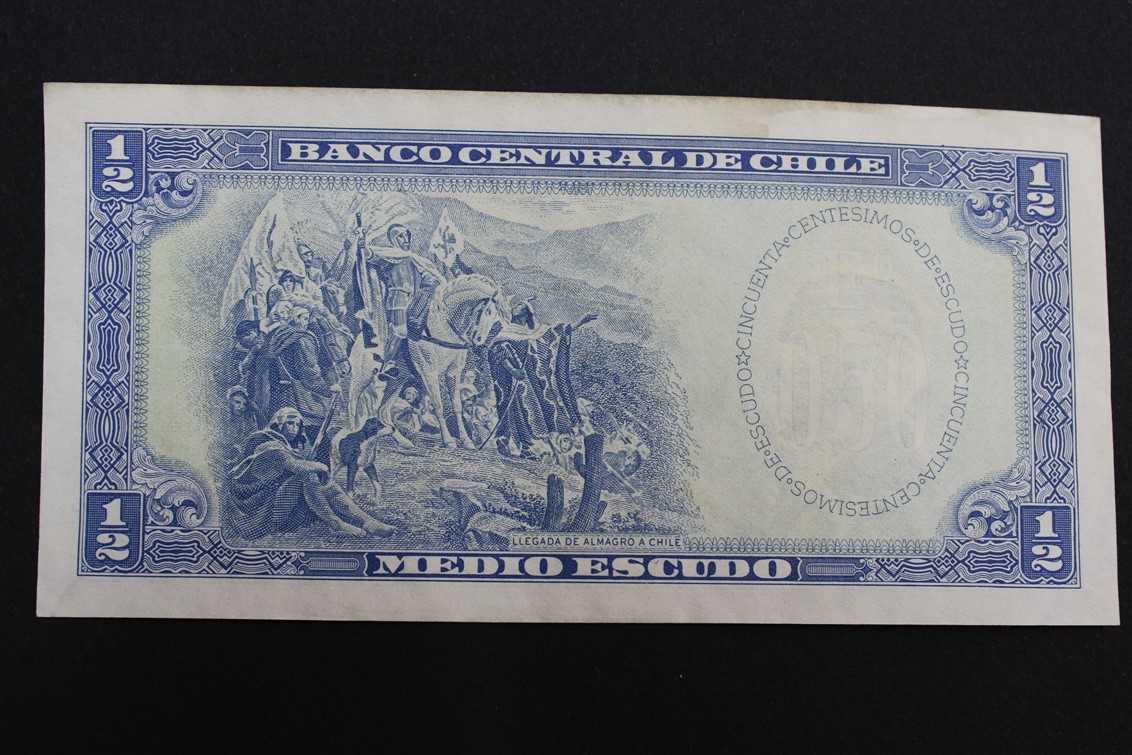 1/2
BANCO CENTRAL DE CHILE
1/2
CINCUENTA CENTESIMOS DE ESCUDO ☆ CINCUENTA CENTESIMOS DE ESCUDO ☆
LLEGADA DE ALMAGRO A CHILE
1/2
MEDIO ESCUDO
1/2